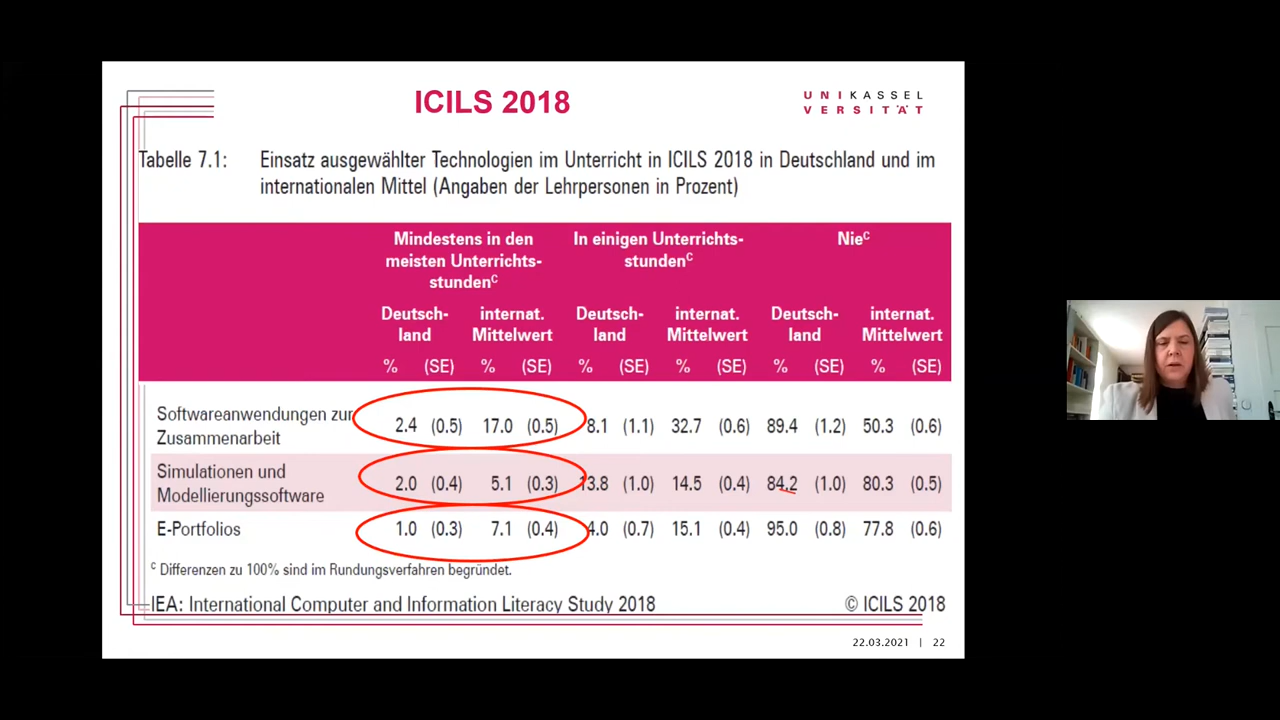 ICILS 2018
UNIKASSEL
VERSITÄT
Tabelle 7.1: Einsatz ausgewählter Technologien im Unterricht in ICILS 2018 in Deutschland und im
internationalen Mittel (Angaben der Lehrpersonen in Prozent)
Mindestens in den In einigen Unterrichts- Nieᶜ
meisten Unterrichts- stundenᶜ
stundenᶜ
Deutsch- internat. Deutsch- internat. Deutsch- internat.
land Mittelwert land Mittelwert land Mittelwert
% (SE) % (SE) % (SE) % (SE) % (SE) % (SE)
Softwareanwendungen zur
Zusammenarbeit 2.4 (0.5) 17.0 (0.5) 8.1 (1.1) 32.7 (0.6) 89.4 (1.2) 50.3 (0.6)
Simulationen und
Modellierungssoftware 2.0 (0.4) 5.1 (0.3) 13.8 (1.0) 14.5 (0.4) 84.2 (1.0) 80.3 (0.5)
E-Portfolios 1.0 (0.3) 7.1 (0.4) 4.0 (0.7) 15.1 (0.4) 95.0 (0.8) 77.8 (0.6)
ᶜ Differenzen zu 100% sind im Rundungsverfahren begründet.
IEA: International Computer and Information Literacy Study 2018 © ICILS 2018
22.03.2021 | 22